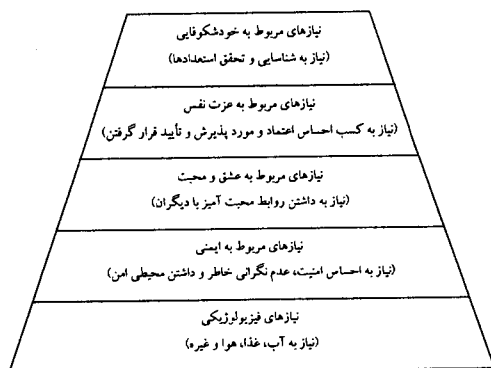 نیازهای مربوط به خودشکوفایی
(نیاز به شناسایی و تحقق استعدادها)
نیازهای مربوط به عزت نفس
(نیاز به کسب احساس اعتماد و مورد پذیرش و تأیید قرار گرفتن)
نیازهای مربوط به عشق و محبت
(نیاز به داشتن روابط محبت آمیز با دیگران)
نیازهای مربوط به ایمنی
(نیاز به احساس امنیت، عدم نگرانی خاطر و داشتن محیطی امن)
نیازهای فیزیولوژیکی
(نیاز به آب، غذا، هوا و غیره)